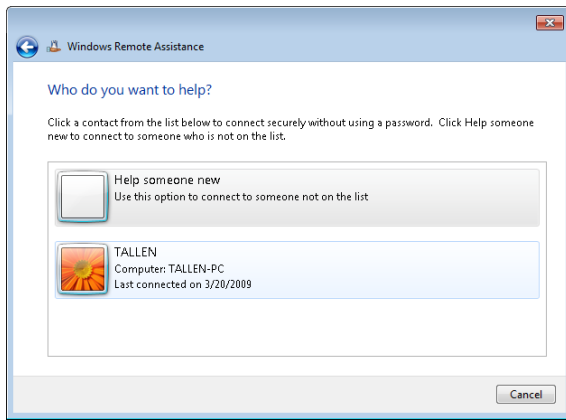 Windows Remote Assistance
Who do you want to help?
Click a contact from the list below to connect securely without using a password. Click Help someone
new to connect to someone who is not on the list.
Help someone new
Use this option to connect to someone not on the list
TALLEN
Computer: TALLEN-PC
Last connected on 3/20/2009
Cancel